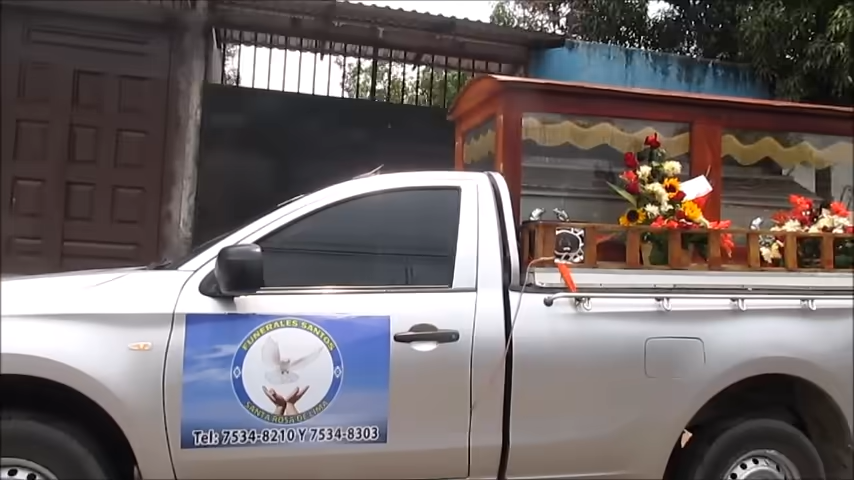 FUNERALES SANTOS
SANTA ROSA DE LIMA
Tel.: 7534-8210 Y 7534-8303